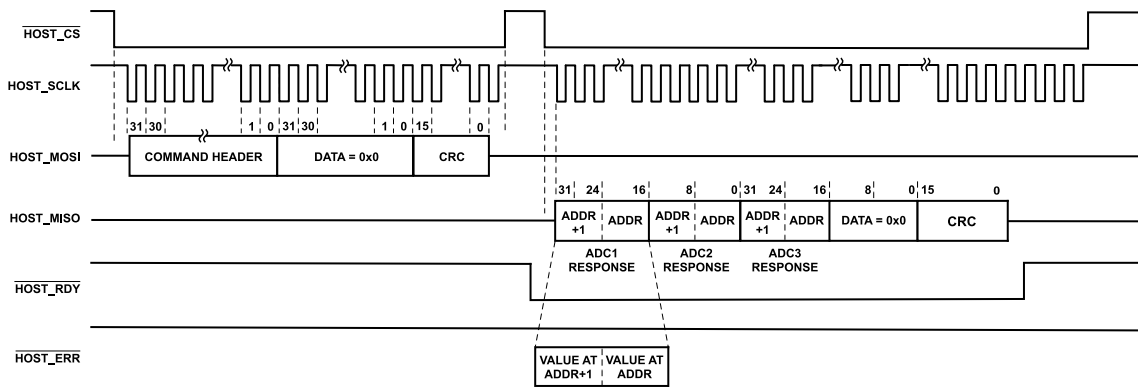 HOST_CS
HOST_SCLK
31 30 1 0 31 30 1 0 15 0
HOST_MOSI
COMMAND HEADER DATA = 0x0 CRC
31 24 16 8 0 31 24 16 8 0 15 0
HOST_MISO
ADDR +1 ADDR ADDR +1 ADDR ADDR +1 ADDR DATA = 0x0 CRC
ADC1 RESPONSE ADC2 RESPONSE ADC3 RESPONSE
HOST_RDY
HOST_ERR
VALUE AT ADDR+1 VALUE AT ADDR